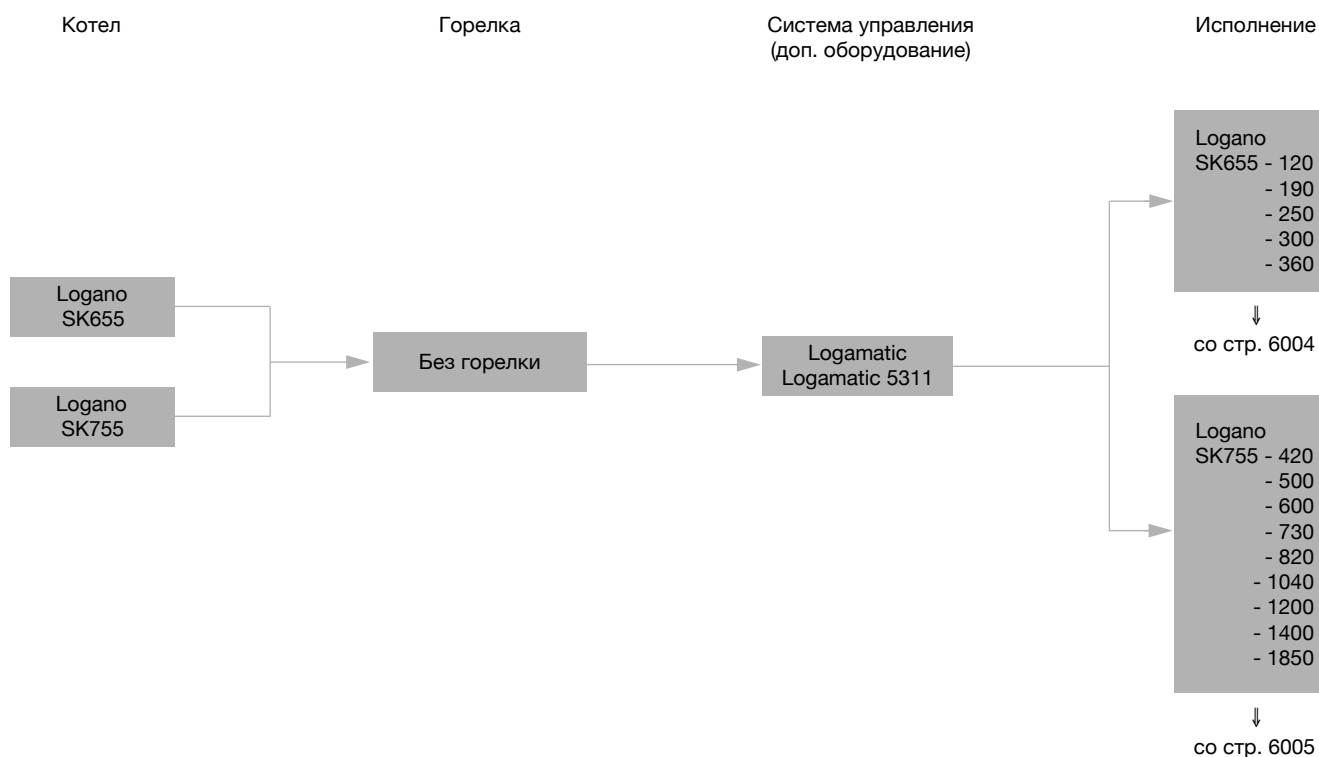 Котел
Горелка
Система управления
(доп. оборудование)
Исполнение
Logano
SK655
Logano
SK755
Без горелки
Logamatic
Logamatic 5311
Logano
SK655 - 120
- 190
- 250
- 300
- 360
⇓
со стр. 6004
Logano
SK755 - 420
- 500
- 600
- 730
- 820
- 1040
- 1200
- 1400
- 1850
⇓
со стр. 6005